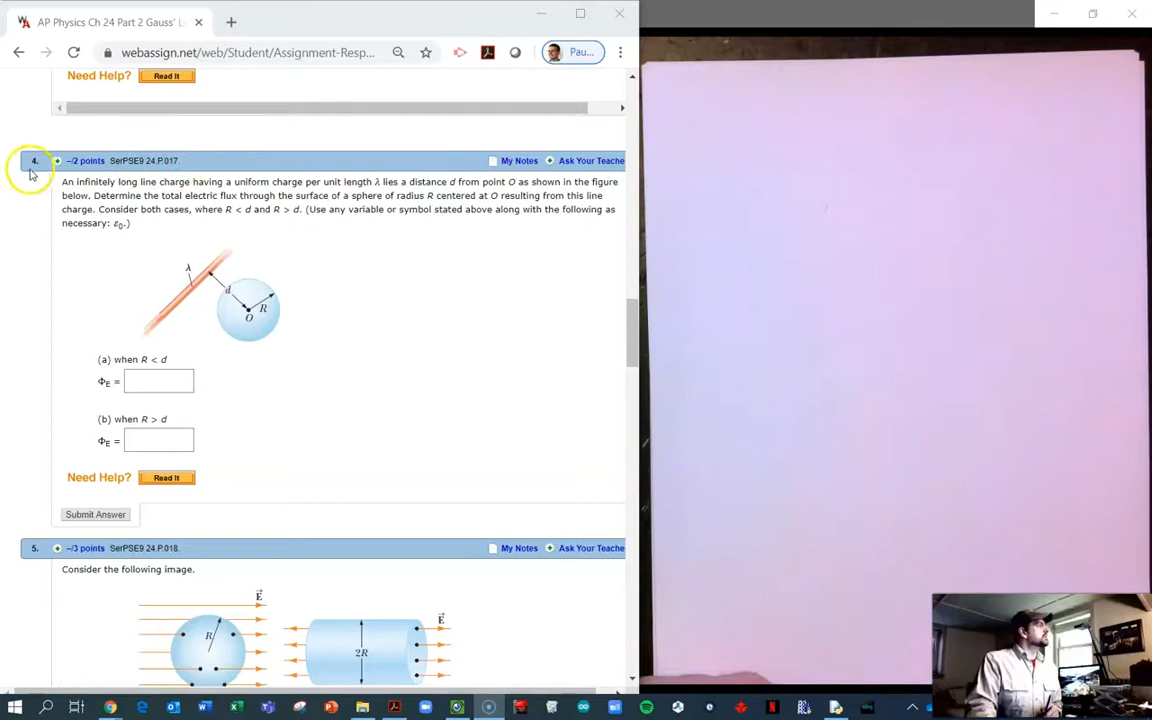 AP Physics Ch 24 Part 2 Gauss' La
webassign.net/web/Student/Assignment-Resp...
Pau...
Need Help? Read It
4. –/2 points SerPSE9 24.P.017. My Notes Ask Your Teache
An infinitely long line charge having a uniform charge per unit length λ lies a distance d from point O as shown in the figure
below. Determine the total electric flux through the surface of a sphere of radius R centered at O resulting from this line
charge. Consider both cases, where R < d and R > d. (Use any variable or symbol stated above along with the following as
necessary: ε0.)
λ
d
R
O
(a) when R < d
ΦE =
(b) when R > d
ΦE =
Need Help? Read It
Submit Answer
5. –/3 points SerPSE9 24.P.018. My Notes Ask Your Teache
Consider the following image.
E
R
E
2R